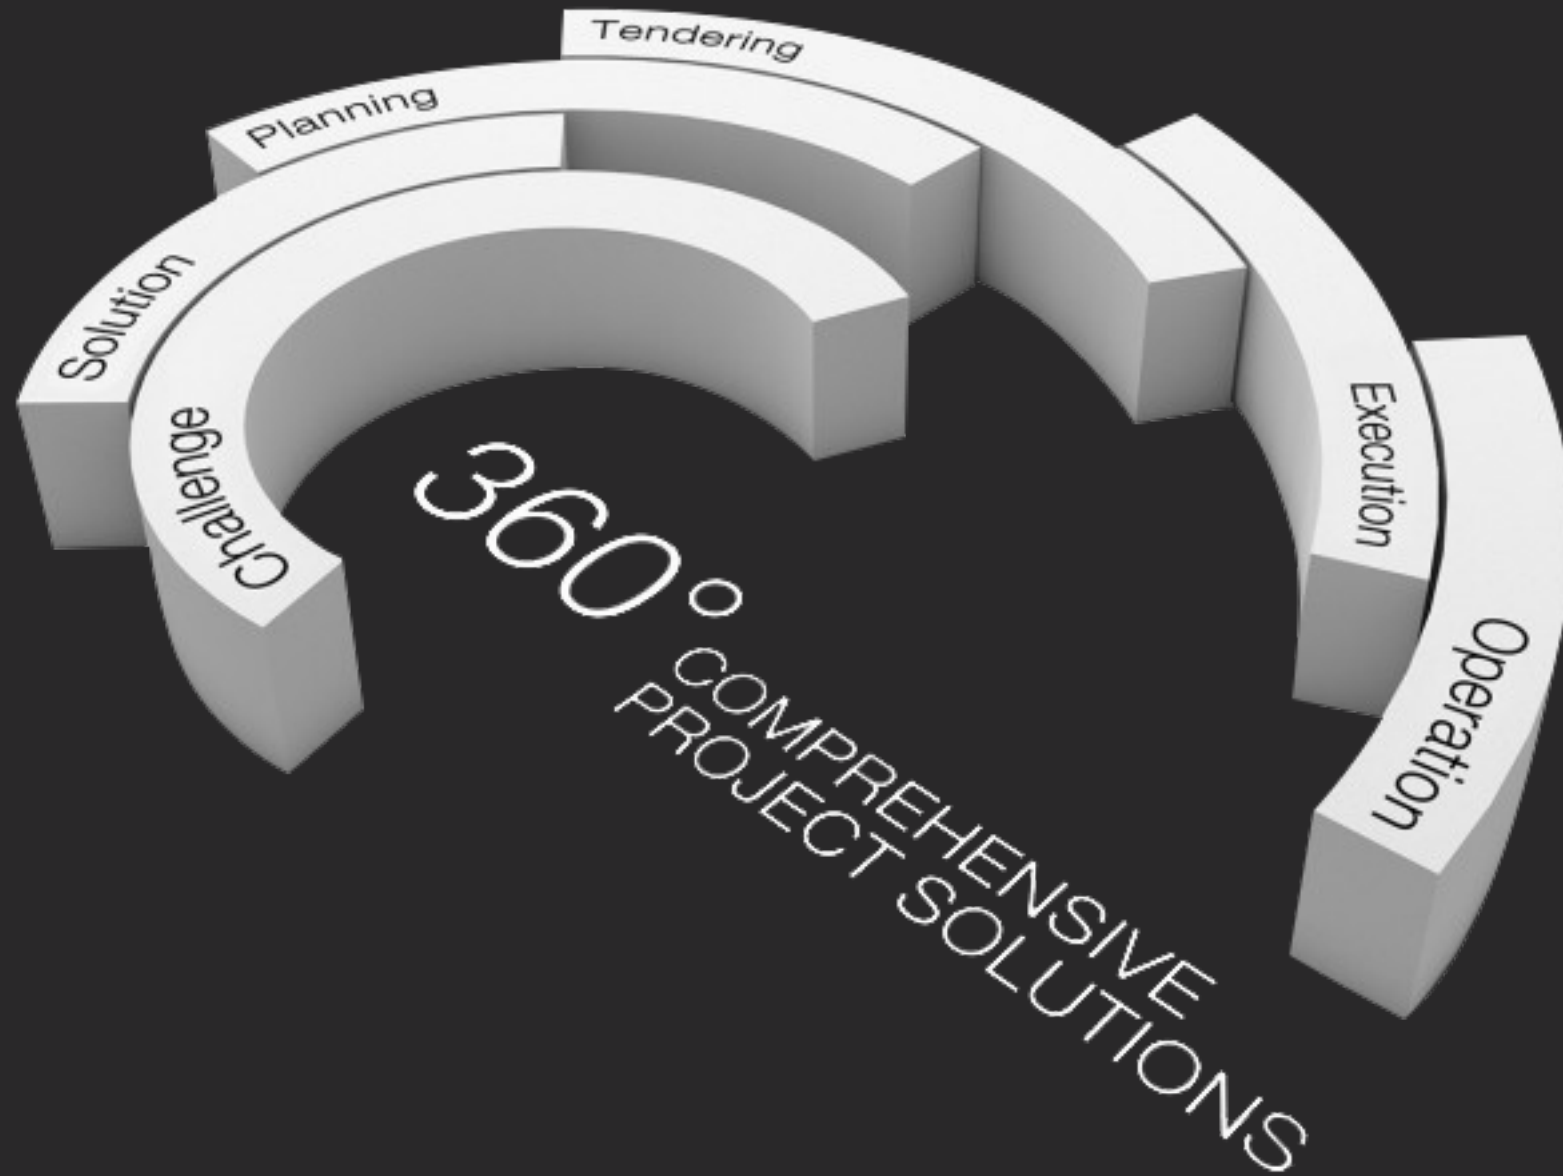 Tendering
Planning
Solution
Challenge
Execution
Operation
360°
COMPREHENSIVE
PROJECT SOLUTIONS